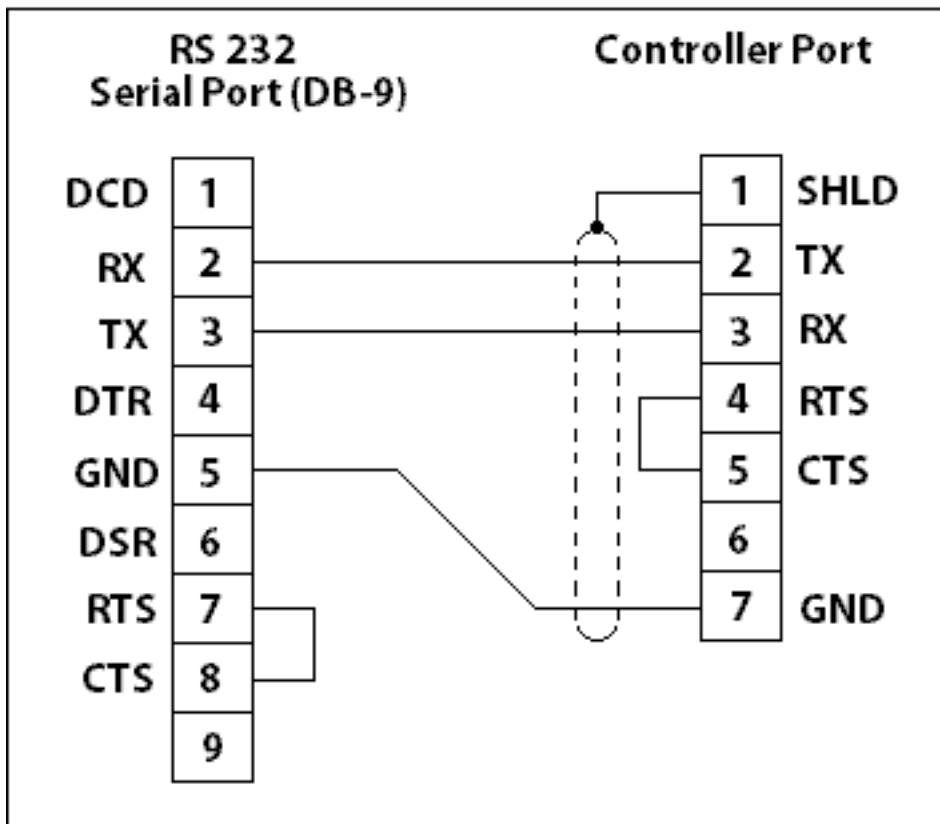 RS 232
Serial Port (DB-9)
Controller Port
DCD 1
RX 2
TX 3
DTR 4
GND 5
DSR 6
RTS 7
CTS 8
9
1 SHLD
2 TX
3 RX
4 RTS
5 CTS
6
7 GND